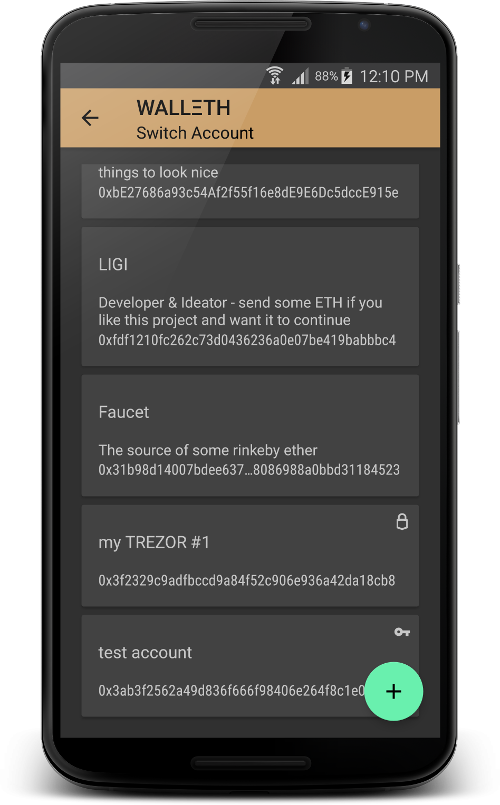 88% 12:10 PM
WALLΞTH
Switch Account
things to look nice
0xbE27686a93c54Af2f55f16e8dE9E6Dc5dccE915e
LIGI
Developer & Ideator - send some ETH if you
like this project and want it to continue
0xfdf1210fc262c73d0436236a0e07be419babbbc4
Faucet
The source of some rinkeby ether
0x31b98d14007bdee637...8086988a0bbd31184523
my TREZOR #1
0x3f2329c9adfbccd9a84f52c906e936a42da18cb8
test account
0x3ab3f2562a49d836f666f98406e264f8c1e0